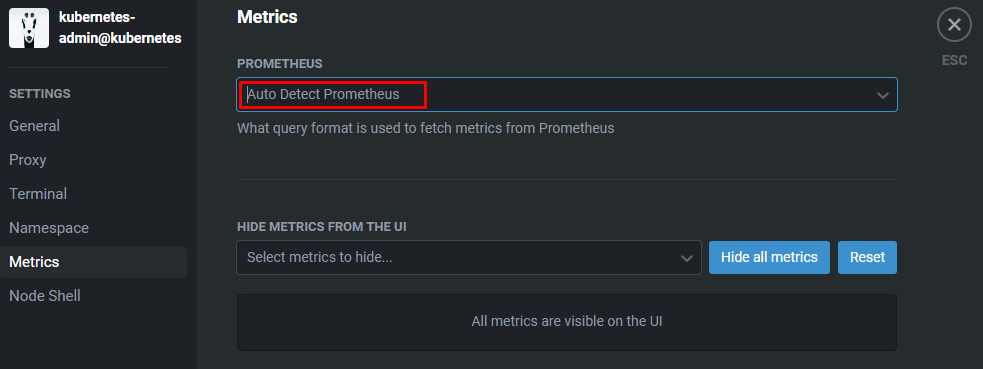 kubernetes-
admin@kubernetes
SETTINGS
General
Proxy
Terminal
Namespace
Metrics
Node Shell
Metrics
ESC
PROMETHEUS
Auto Detect Prometheus
What query format is used to fetch metrics from Prometheus
HIDE METRICS FROM THE UI
Select metrics to hide...
Hide all metrics
Reset
All metrics are visible on the UI